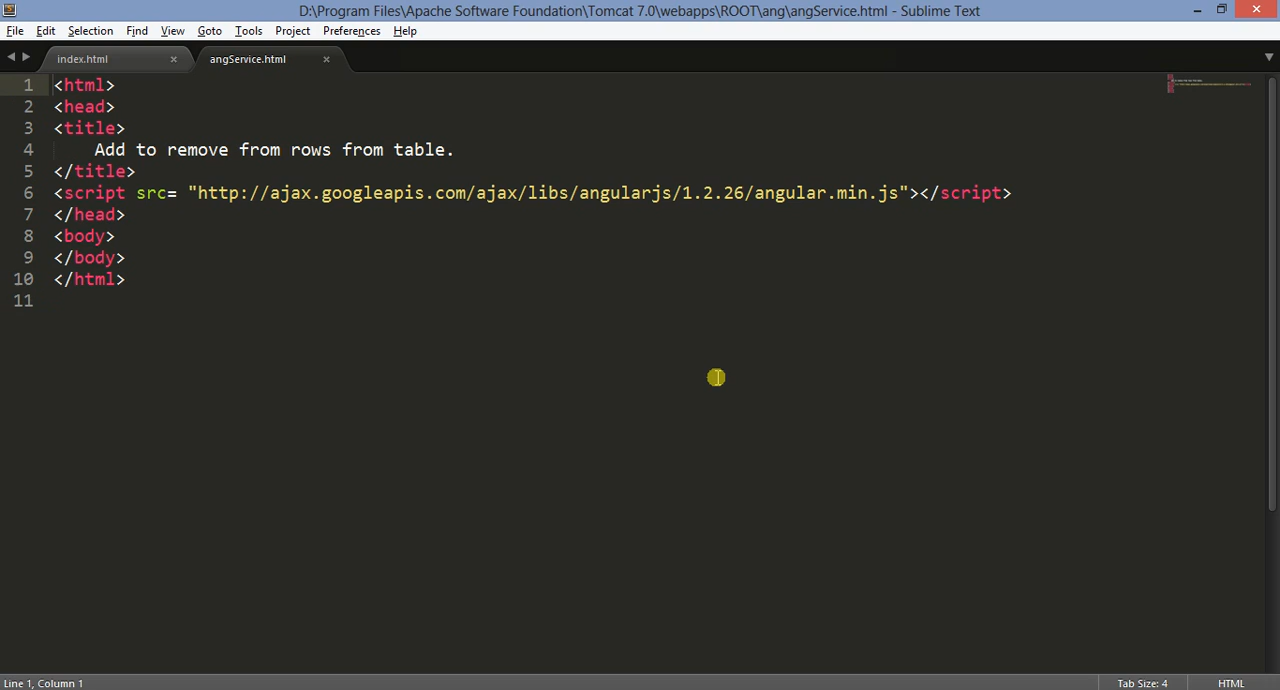 D:\Program Files\Apache Software Foundation\Tomcat 7.0\webapps\ROOT\ang\angService.html - Sublime Text
File Edit Selection Find View Goto Tools Project Preferences Help
index.html × angService.html ×
1 <html>
2 <head>
3 <title>
4     Add to remove from rows from table.
5 </title>
6 <script src= "http://ajax.googleapis.com/ajax/libs/angularjs/1.2.26/angular.min.js"></script>
7 </head>
8 <body>
9 </body>
10 </html>
11
Line 1, Column 1 Tab Size: 4 HTML